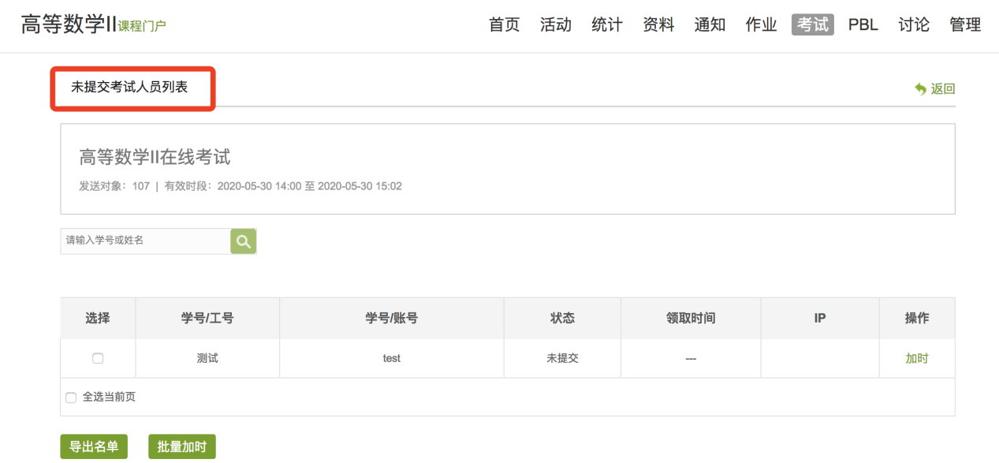 高等数学II课程门户 首页 活动 统计 资料 通知 作业 考试 PBL 讨论 管理
未提交考试人员列表 返回
高等数学II在线考试
发送对象：107 | 有效时段：2020-05-30 14:00 至 2020-05-30 15:02
请输入学号或姓名
选择 学号/工号 学号/账号 状态 领取时间 IP 操作
测试 test 未提交 --- 加时
全选当前页
导出名单 批量加时